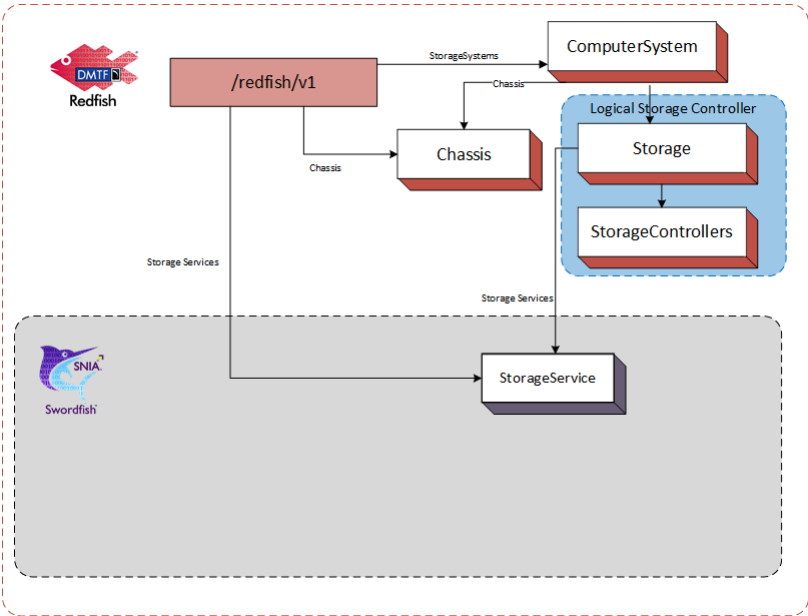 StorageSystems
ComputerSystem
DMTF
Redfish
/redfish/v1
Chassis
Logical Storage Controller
Chassis
Storage
Chassis
StorageControllers
Storage Services
Storage Services
SNIA
Swordfish
StorageService